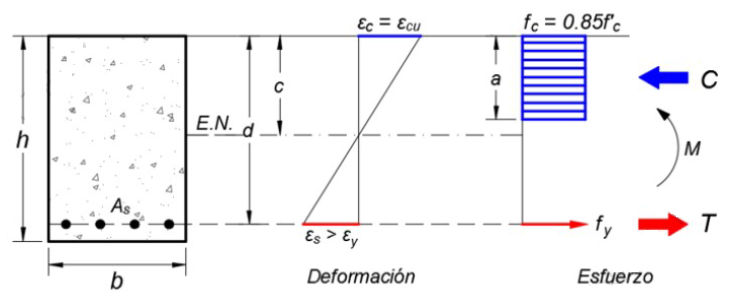 εc = εcu
fc = 0.85f'c
h
E.N.
d
c
a
C
M
As
εs > εy
fy
T
b
Deformación
Esfuerzo